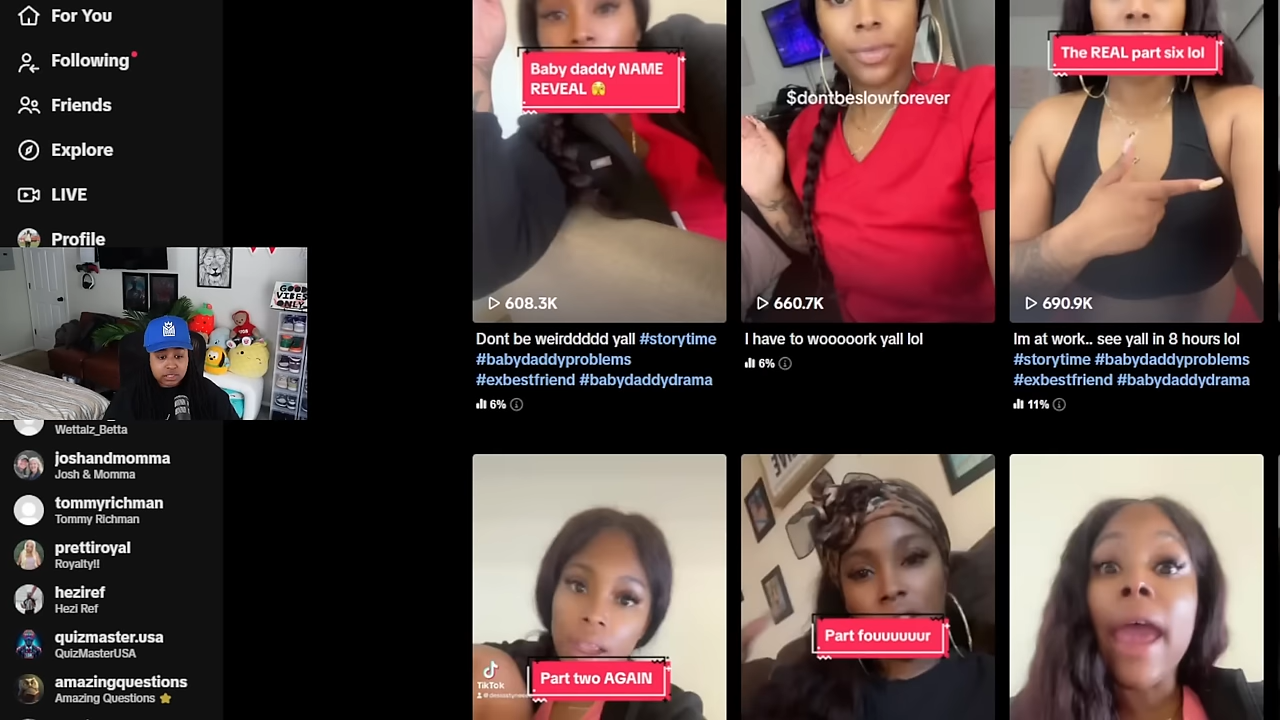 For You
Following
Friends
Explore
LIVE
Profile
GOOD
VIBES
ONLY
Wettalz_Betta
joshandmomma
Josh & Momma
tommyrichman
Tommy Richman
prettiroyal
Royalty!!
heziref
Hezi Ref
quizmaster.usa
QuizMasterUSA
amazingquestions
Amazing Questions ⭐
Baby daddy NAME
REVEAL 🫣
608.3K
Dont be weirddddd yall #storytime
#babydaddyproblems
#exbestfriend #babydaddydrama
6%
$dontbeslowforever
660.7K
I have to wooooork yall lol
6%
The REAL part six lol
690.9K
Im at work.. see yall in 8 hours lol
#storytime #babydaddyproblems
#exbestfriend #babydaddydrama
11%
Part two AGAIN
TikTok
Part fouuuuuur